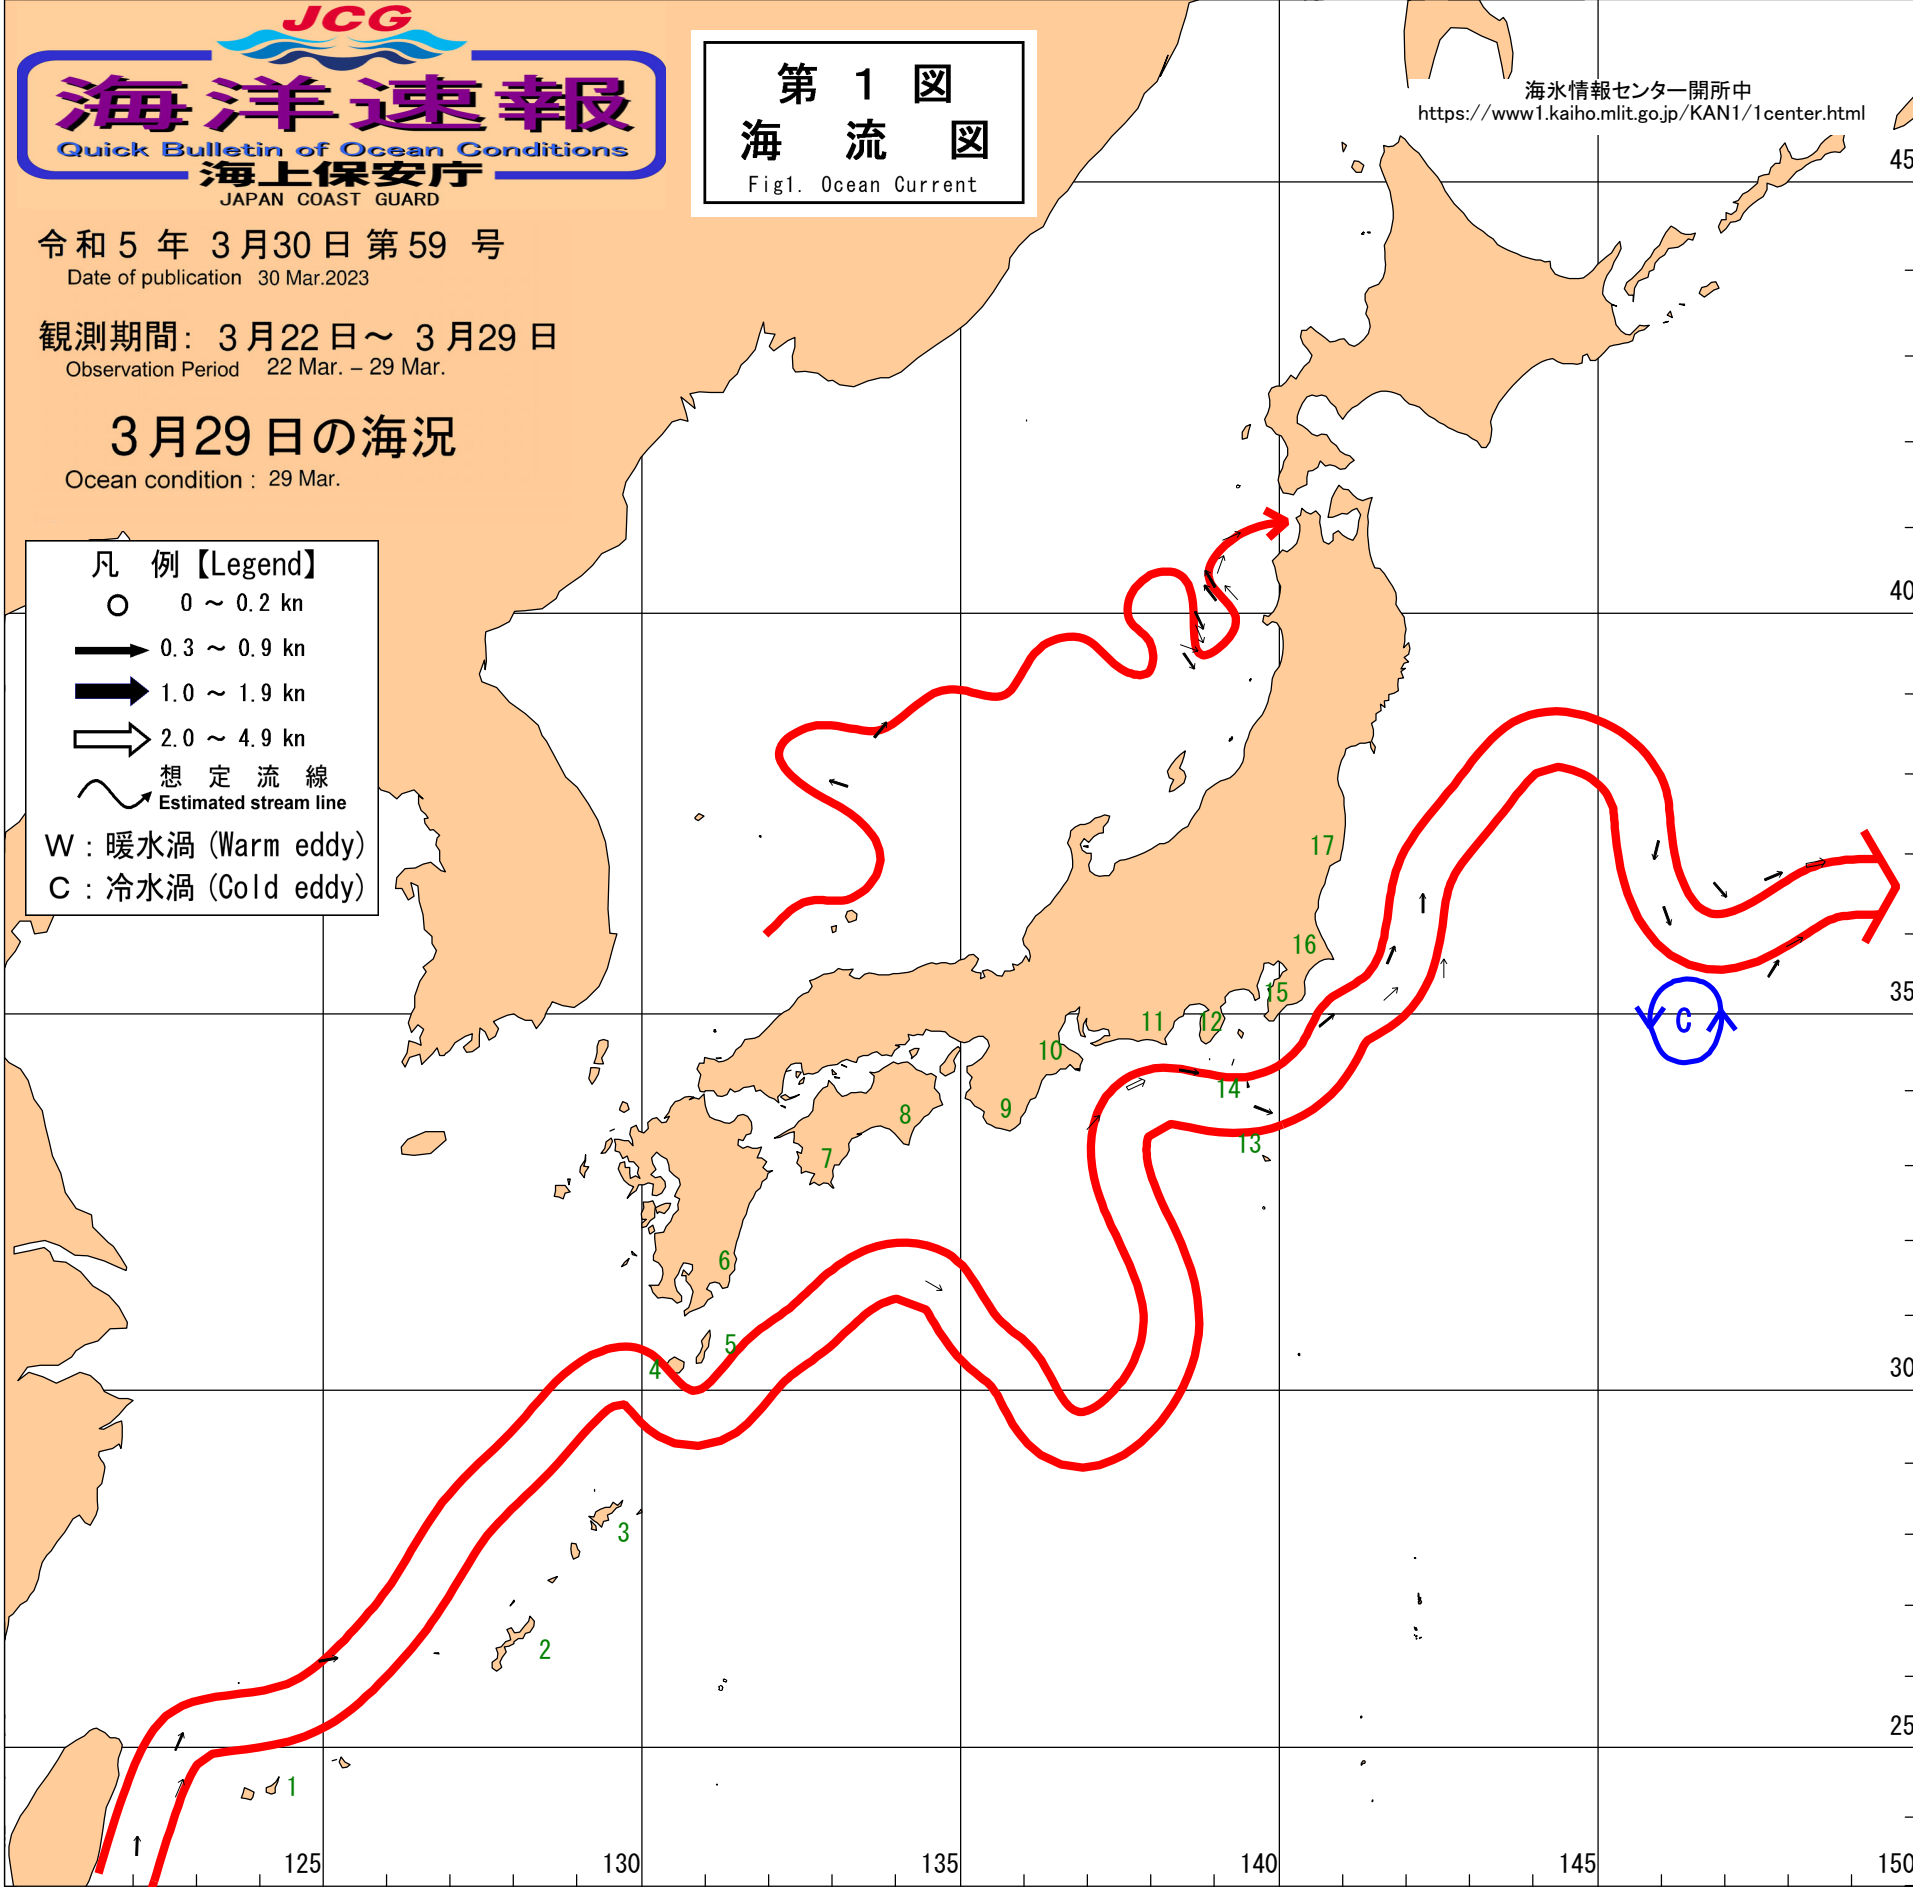 JCG
海洋速報
Quick Bulletin of Ocean Conditions
海上保安庁
JAPAN COAST GUARD
令和 5 年 3月30日 第59 号
Date of publication 30 Mar.2023
観測期間: 3月22日～ 3月29日
Observation Period 22 Mar. – 29 Mar.
3月29日の海況
Ocean condition : 29 Mar.
第 1 図
海 流 図
Fig1. Ocean Current
海氷情報センター開所中
https://www1.kaiho.mlit.go.jp/KAN1/1center.html
凡 例【Legend】
0 ～ 0.2 kn
0.3 ～ 0.9 kn
1.0 ～ 1.9 kn
2.0 ～ 4.9 kn
想 定 流 線
Estimated stream line
W : 暖水渦 (Warm eddy)
C : 冷水渦 (Cold eddy)
45
40
35
30
25
17
16
15
14
13
12
11
10
9
8
7
6
5
4
3
2
1
C
125
130
135
140
145
150